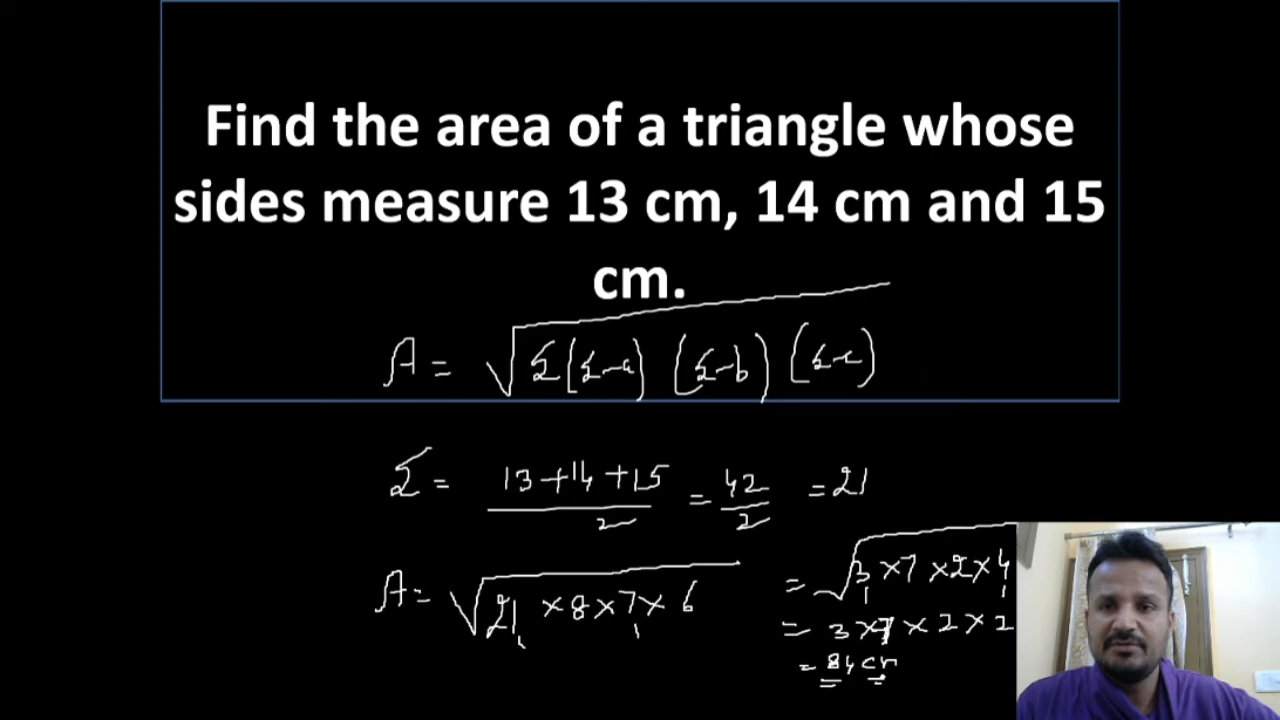 Find the area of a triangle whose
sides measure 13 cm, 14 cm and 15
cm.
A = √Σ(Σ-a) (Σ-b) (Σ-c)
Σ = 13+14+15 / 2 = 42 / 2 = 21
A = √21 × 8 × 7 × 6
= √3 × 7 × 2 × 4
= 3 × 7 × 2 × 2
= 84 cm